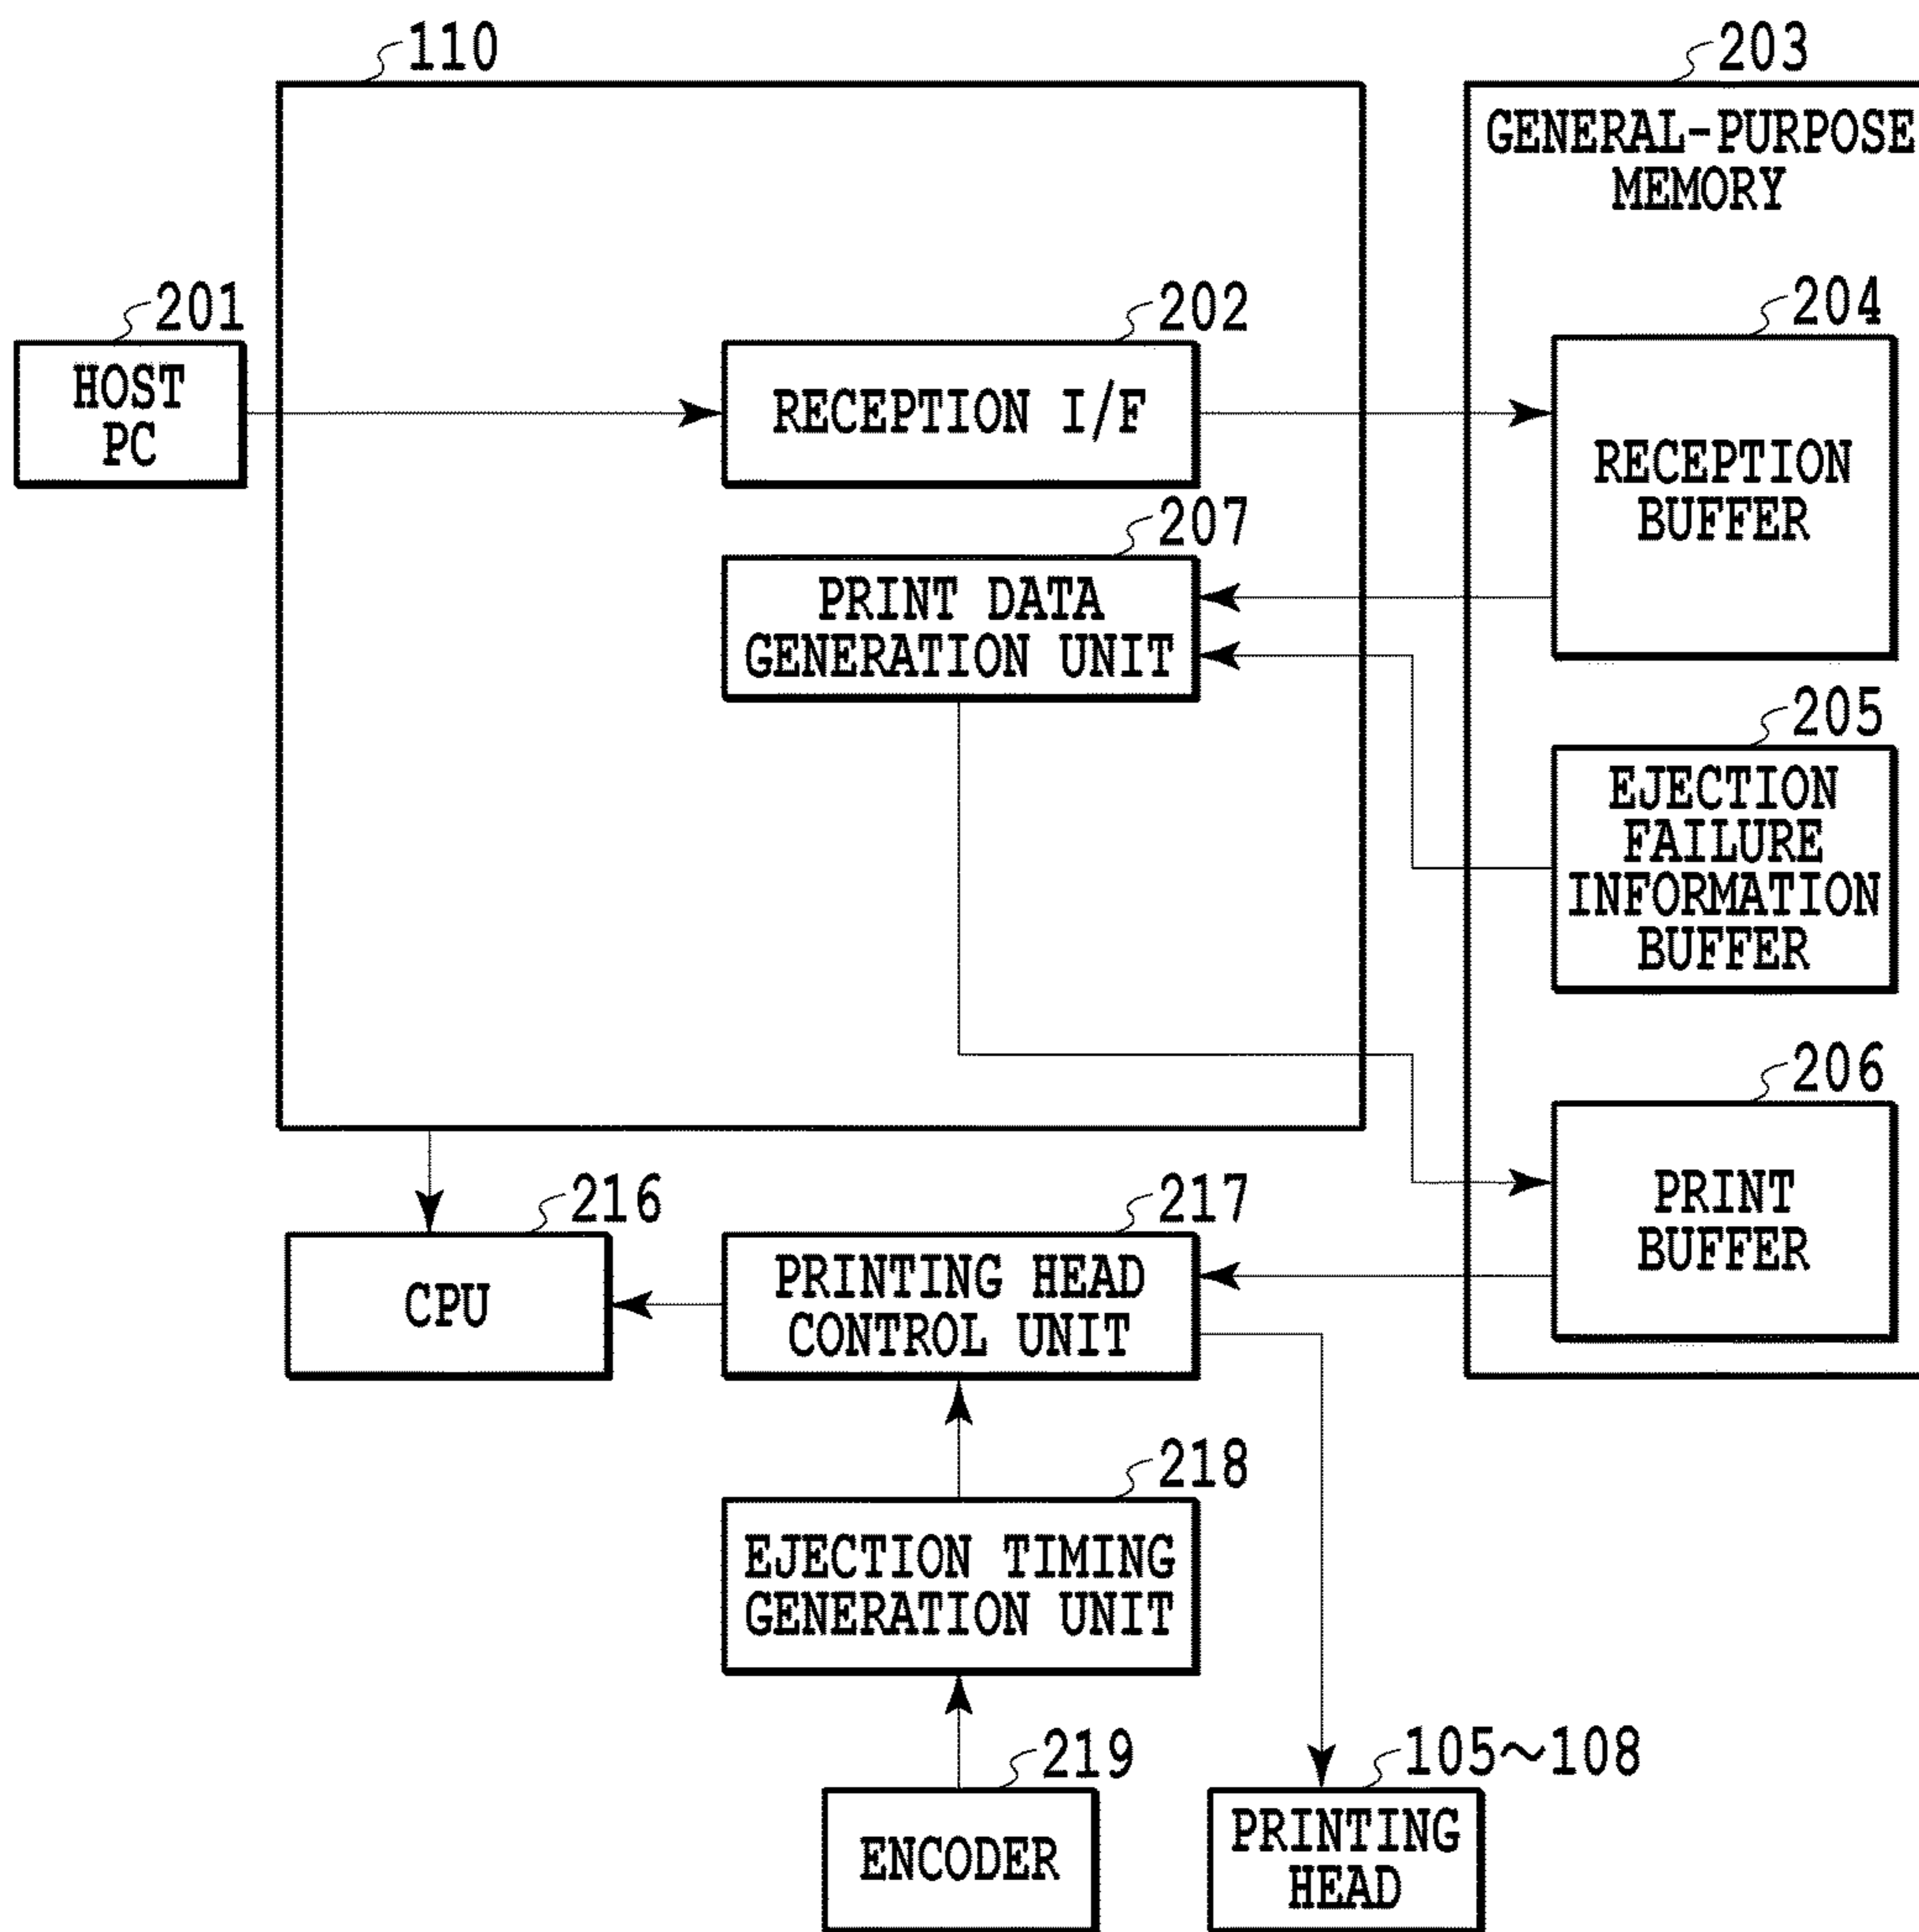 110
203
GENERAL-PURPOSE
MEMORY
201
HOST
PC
202
RECEPTION I/F
204
RECEPTION
BUFFER
207
PRINT DATA
GENERATION UNIT
205
EJECTION
FAILURE
INFORMATION
BUFFER
206
PRINT
BUFFER
216
CPU
217
PRINTING HEAD
CONTROL UNIT
218
EJECTION TIMING
GENERATION UNIT
219
ENCODER
105～108
PRINTING
HEAD